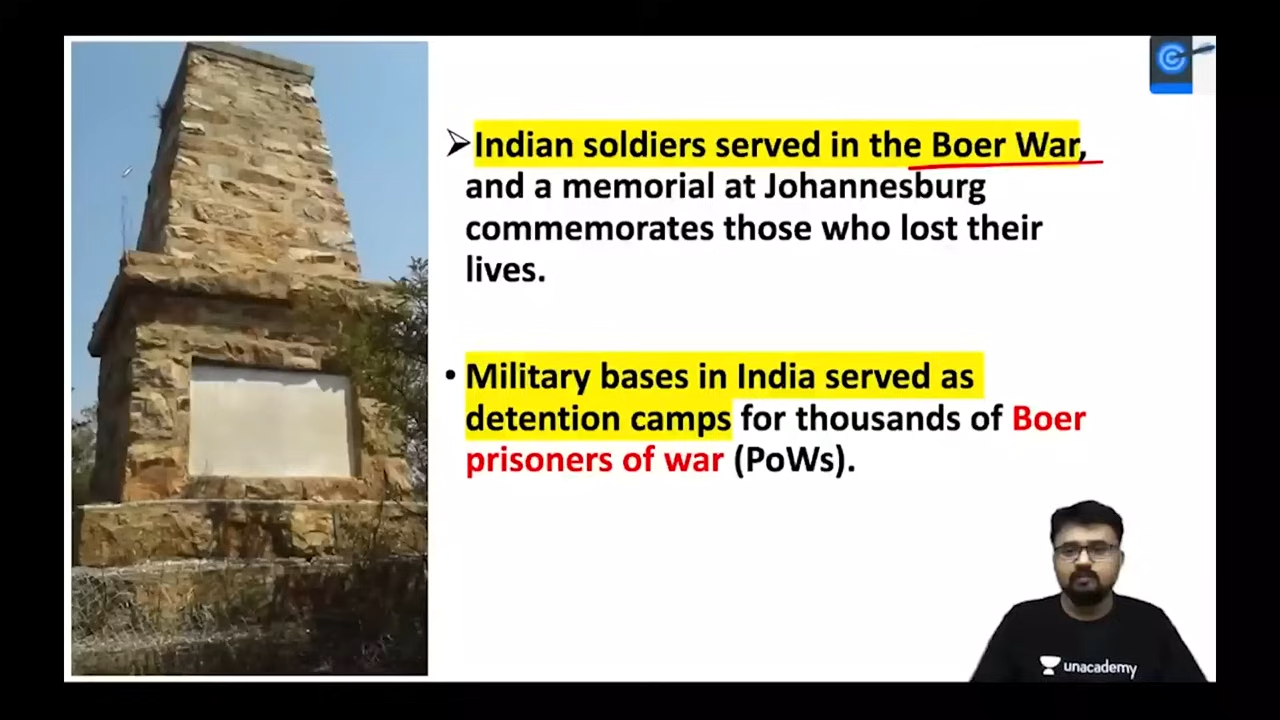 ➢Indian soldiers served in the Boer War,
and a memorial at Johannesburg
commemorates those who lost their
lives.
• Military bases in India served as
detention camps for thousands of Boer
prisoners of war (PoWs).
unacademy